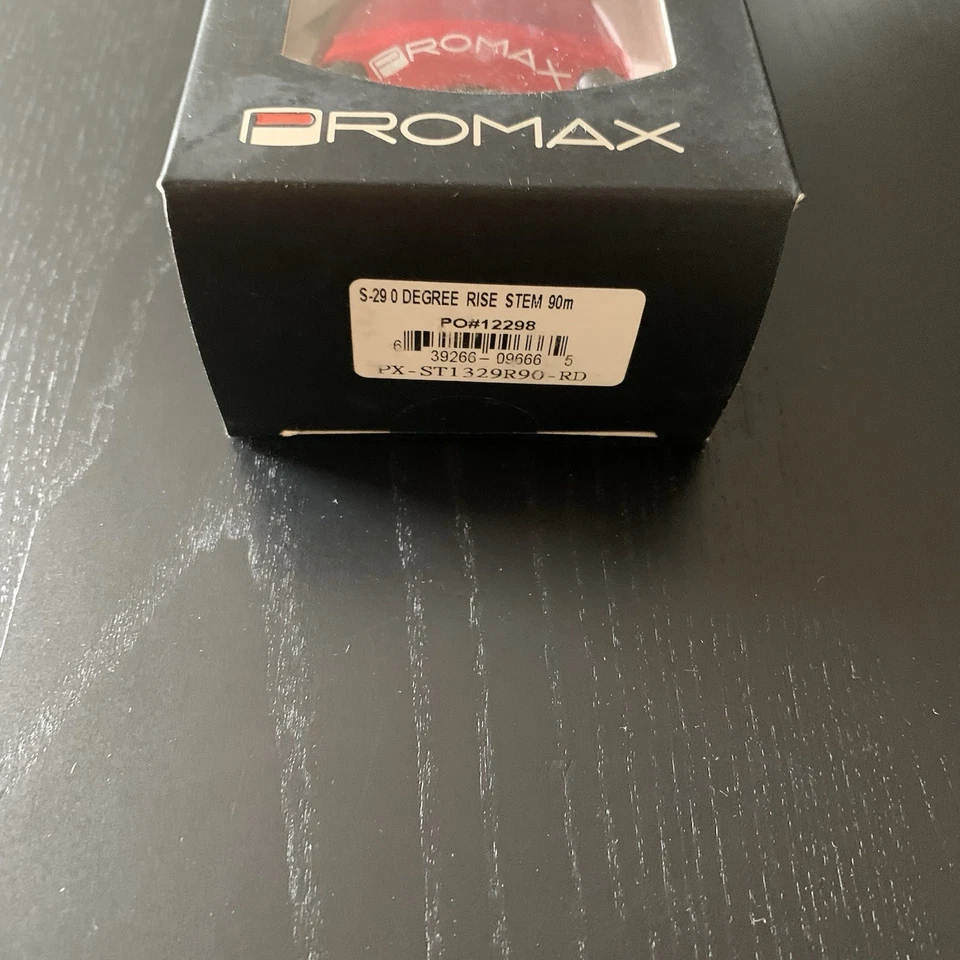 PROMAX
PROMAX
S-29 0 DEGREE RISE STEM 90m
PO#12298
6 39266-09666 5
PX-ST1329R90-RD